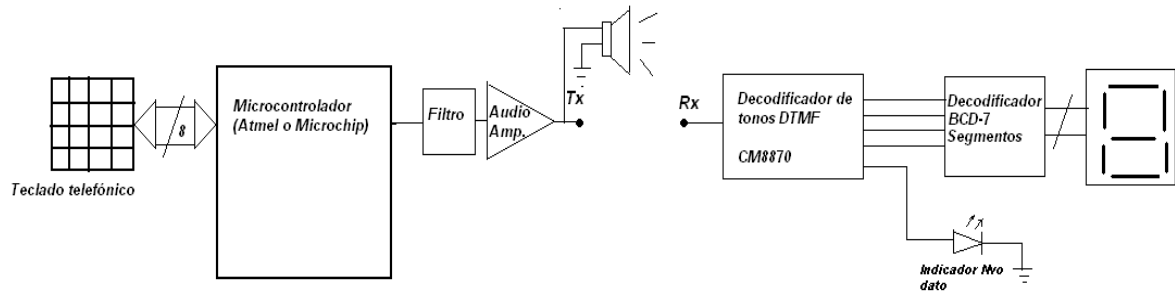 Teclado telefónico
8
Microcontrolador
(Atmel o Microchip)
Filtro
Audio
Amp.
Tx
Rx
Decodificador de
tonos DTMF
CM8870
Decodificador
BCD-7
Segmentos
Indicador Nvo
dato